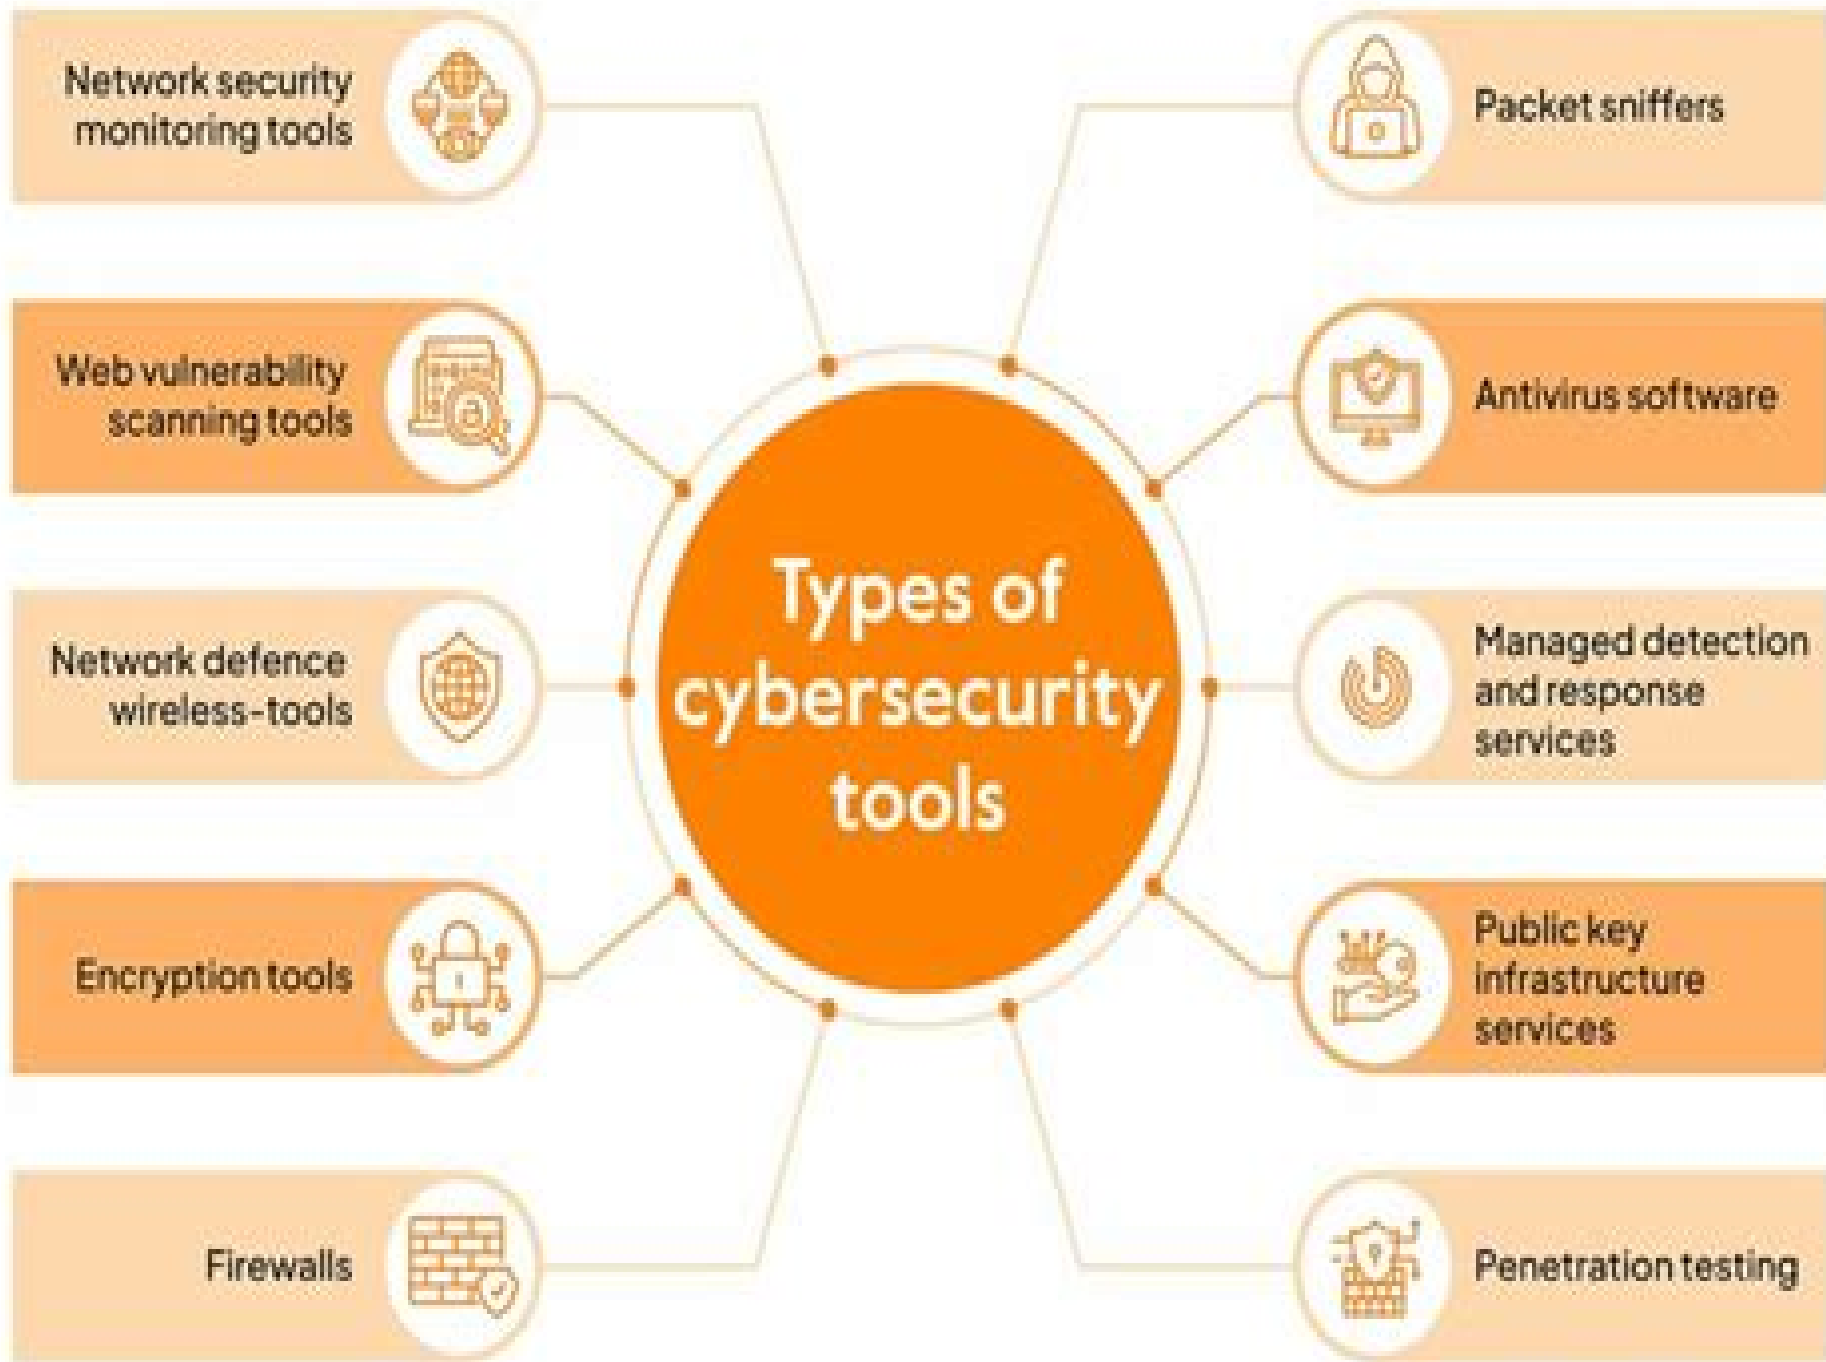 Network security
monitoring tools
Web vulnerability
scanning tools
Network defence
wireless-tools
Encryption tools
Firewalls
Types of
cybersecurity
tools
Packet sniffers
Antivirus software
Managed detection
and response
services
Public key
infrastructure
services
Penetration testing